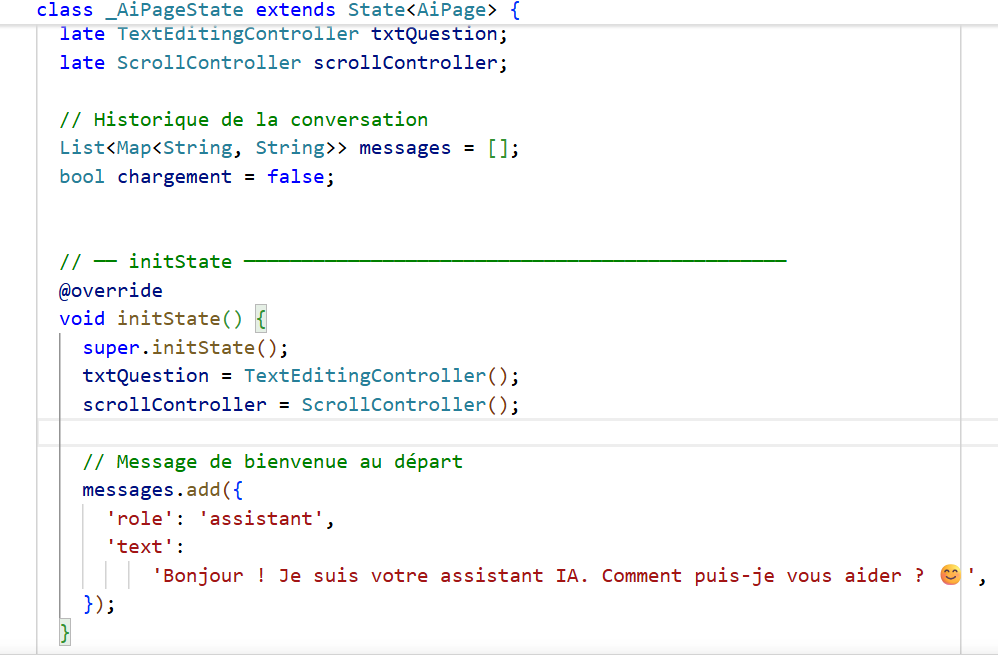 class _AiPageState extends State<AiPage> {
late TextEditingController txtQuestion;
late ScrollController scrollController;
// Historique de la conversation
List<Map<String, String>> messages = [];
bool chargement = false;
// ── initState ───────────────────────────────────────────────
@override
void initState() {
super.initState();
txtQuestion = TextEditingController();
scrollController = ScrollController();
// Message de bienvenue au départ
messages.add({
'role': 'assistant',
'text':
'Bonjour ! Je suis votre assistant IA. Comment puis-je vous aider ? 😊',
});
}